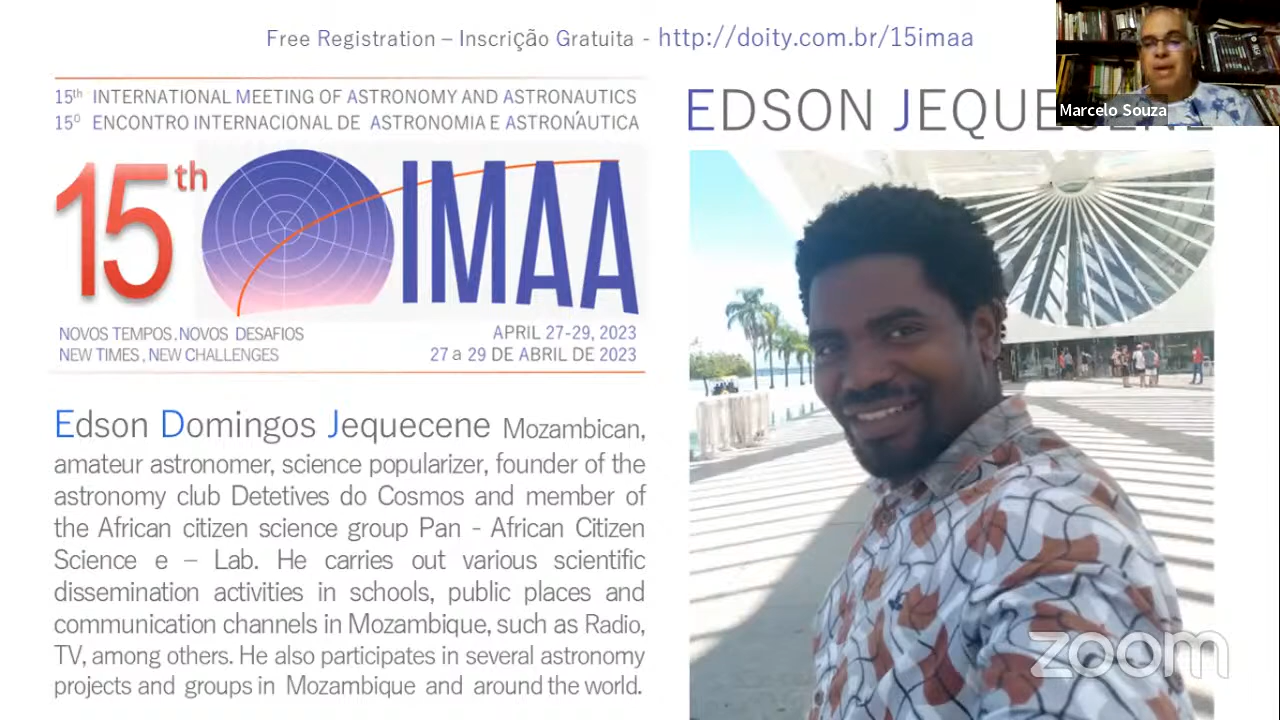 Free Registration – Inscrição Gratuita - http://doity.com.br/15imaa
Marcelo Souza
15th INTERNATIONAL MEETING OF ASTRONOMY AND ASTRONAUTICS
15º ENCONTRO INTERNACIONAL DE ASTRONOMIA E ASTRONÁUTICA
15th IMAA
NOVOS TEMPOS . NOVOS DESAFIOS
NEW TIMES , NEW CHALLENGES
APRIL 27-29, 2023
27 a 29 DE ABRIL DE 2023
EDSON JEQUECENE
Edson Domingos Jequecene Mozambican,
amateur astronomer, science popularizer, founder of the
astronomy club Detetives do Cosmos and member of
the African citizen science group Pan - African Citizen
Science e – Lab. He carries out various scientific
dissemination activities in schools, public places and
communication channels in Mozambique, such as Radio,
TV, among others. He also participates in several astronomy
projects and groups in Mozambique and around the world.
zoom